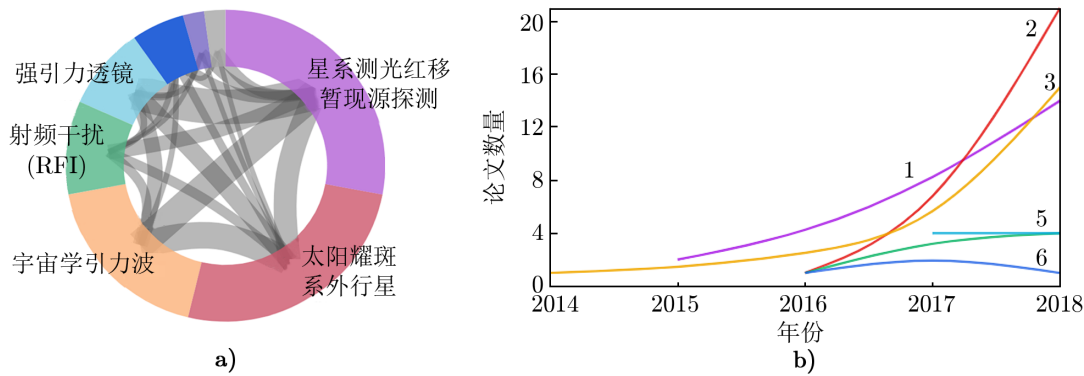 强引力透镜
星系测光红移
暂现源探测
射频干扰
(RFI)
宇宙学引力波
太阳耀斑
系外行星
a)
论文数量
20
16
12
8
4
0
2014
2015
2016
2017
2018
年份
1
2
3
5
6
b)